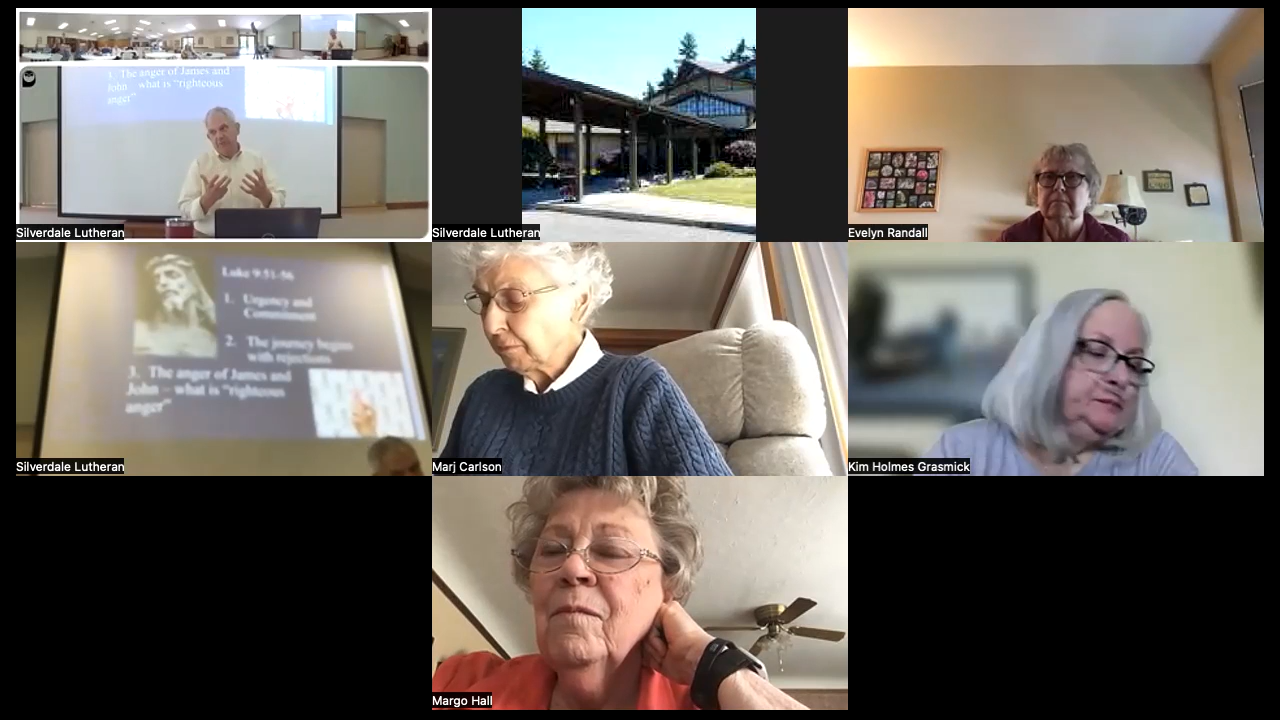 3. The anger of James and
John – what is “righteous
anger”
Silverdale Lutheran
Silverdale Lutheran
Evelyn Randall
Luke 9:51-56
1. Urgency and
Commitment
2. The journey begins
with rejections
3. The anger of James and
John – what is “righteous
anger”
Silverdale Lutheran
Marj Carlson
Kim Holmes Grasmick
Margo Hall